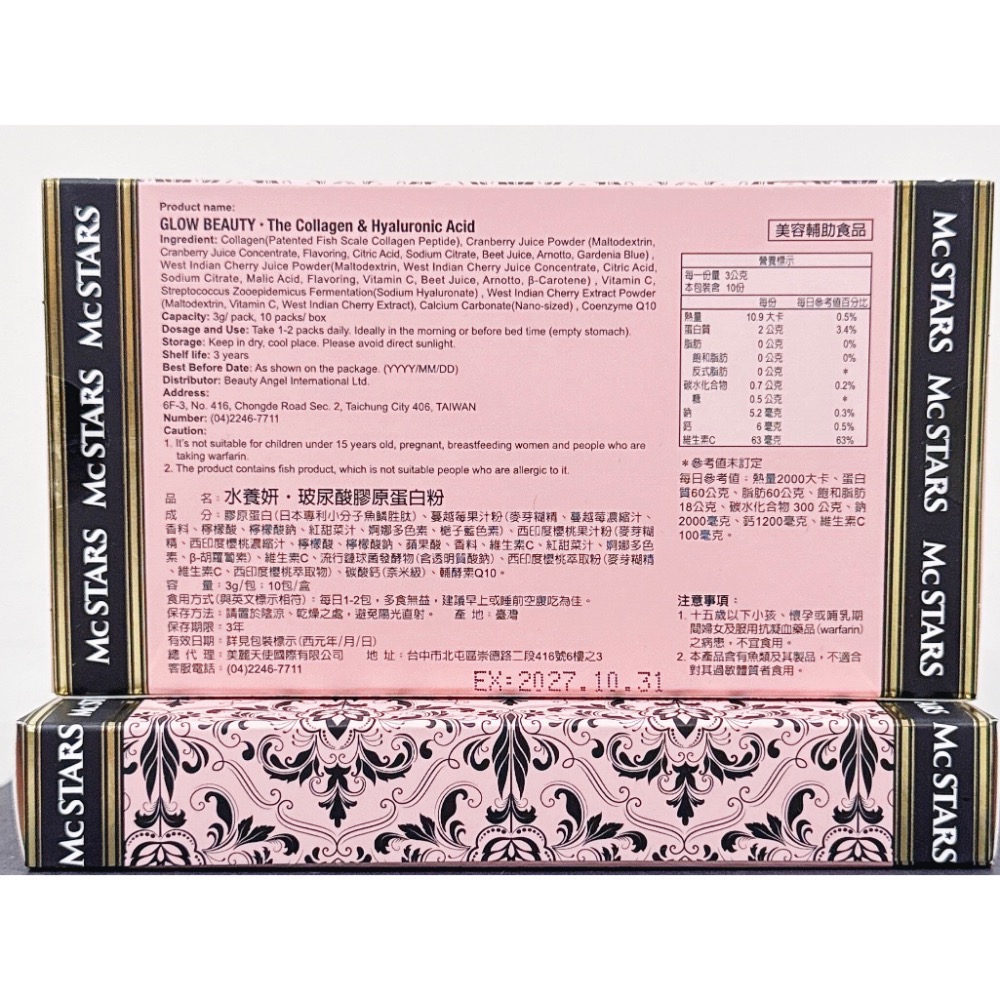 Product name:
GLOW BEAUTY・The Collagen & Hyaluronic Acid
Ingredient: Collagen(Patented Fish Scale Collagen Peptide), Cranberry Juice Powder (Maltodextrin,
Cranberry Juice Concentrate, Flavoring, Citric Acid, Sodium Citrate, Beet Juice, Arnotto, Gardenia Blue) ,
West Indian Cherry Juice Powder(Maltodextrin, West Indian Cherry Juice Concentrate, Citric Acid,
Sodium Citrate, Malic Acid, Flavoring, Vitamin C, Beet Juice, Arnotto, β-Carotene) , Vitamin C,
Streptococcus Zooepidemicus Fermentation(Sodium Hyaluronate) , West Indian Cherry Extract Powder
(Maltodextrin, Vitamin C, West Indian Cherry Extract), Calcium Carbonate(Nano-sized) , Coenzyme Q10
Capacity: 3g/ pack, 10 packs/ box
Dosage and Use: Take 1-2 packs daily. Ideally in the morning or before bed time (empty stomach).
Storage: Keep in dry, cool place. Please avoid direct sunlight.
Shelf life: 3 years
Best Before Date: As shown on the package. (YYYY/MM/DD)
Distributor: Beauty Angel International Ltd.
Address:
6F-3, No. 416, Chongde Road Sec. 2, Taichung City 406, TAIWAN
Number: (04)2246-7711
Caution:
1. It's not suitable for children under 15 years old, pregnant, breastfeeding women and people who are
taking warfarin.
2. The product contains fish product, which is not suitable people who are allergic to it.
品 名：水養妍・玻尿酸膠原蛋白粉
成 分：膠原蛋白(日本專利小分子魚鱗胜肽)、蔓越莓果汁粉(麥芽糊精、蔓越莓濃縮汁、
香料、檸檬酸、檸檬酸鈉、紅甜菜汁、婀娜多色素、梔子藍色素)、西印度櫻桃果汁粉(麥芽糊
精、西印度櫻桃濃縮汁、檸檬酸、檸檬酸鈉、蘋果酸、香料、維生素C、紅甜菜汁、婀娜多色
素、β-胡蘿蔔素)、維生素C、流行鏈球菌發酵物(含透明質酸鈉)、西印度櫻桃萃取粉(麥芽糊精
、維生素C、西印度櫻桃萃取物)、碳酸鈣(奈米級)、輔酵素Q10。
容 量：3g/包；10包/盒
食用方式(與英文標示相符)：每日1-2包，多食無益，建議早上或睡前空腹吃為佳。
保存方法：請置於陰涼、乾燥之處，避免陽光直射。 產 地：臺灣
保存期限：3年
有效日期：詳見包裝標示(西元年/月/日)
總 代 理：美麗天使國際有限公司 地 址：台中市北屯區崇德路二段416號6樓之3
客服電話：(04)2246-7711
EX:2027.10.31
美容輔助食品
營養標示
每一份量 3公克
本包裝含 10份
每份 每日參考值百分比
熱量 10.9 大卡 0.5%
蛋白質 2 公克 3.4%
脂肪 0 公克 0%
飽和脂肪 0 公克 0%
反式脂肪 0 公克 *
碳水化合物 0.7 公克 0.2%
糖 0.5 公克 *
鈉 5.2 毫克 0.3%
鈣 6 毫克 0.5%
維生素C 63 毫克 63%
*參考值未訂定
每日參考值：熱量2000大卡、蛋白
質60公克、脂肪60公克、飽和脂肪
18公克、碳水化合物 300 公克、鈉
2000毫克、鈣1200毫克、維生素C
100毫克。
注意事項：
1. 十五歲以下小孩、懷孕或哺乳期
間婦女及服用抗凝血藥品(warfarin)
之病患，不宜食用。
2. 本產品含有魚類及其製品，不適合
對其過敏體質者食用。
McSTARS
McSTARS
McSTARS
McSTARS
McSTARS
McSTARS
McSTARS
McSTARS